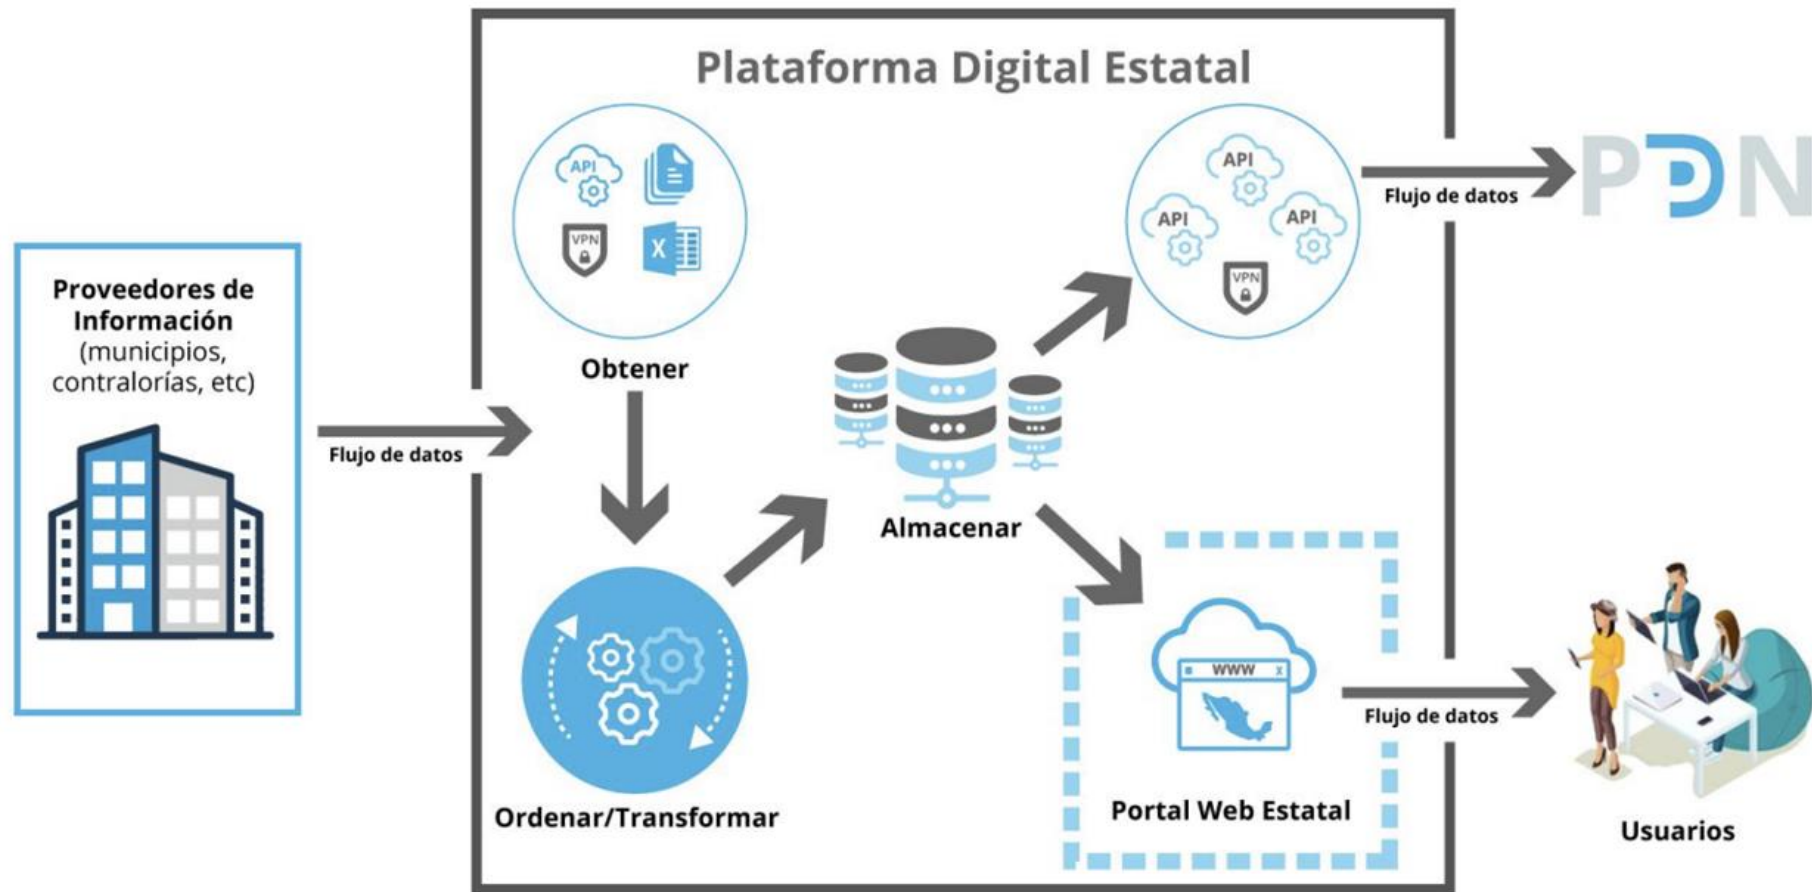 Plataforma Digital Estatal
Proveedores de
Información
(municipios,
contralorías, etc)
Flujo de datos
API
VPN
X
Obtener
Ordenar/Transformar
Almacenar
API
API
API
VPN
Flujo de datos
PDN
WWW X
Portal Web Estatal
Flujo de datos
Usuarios